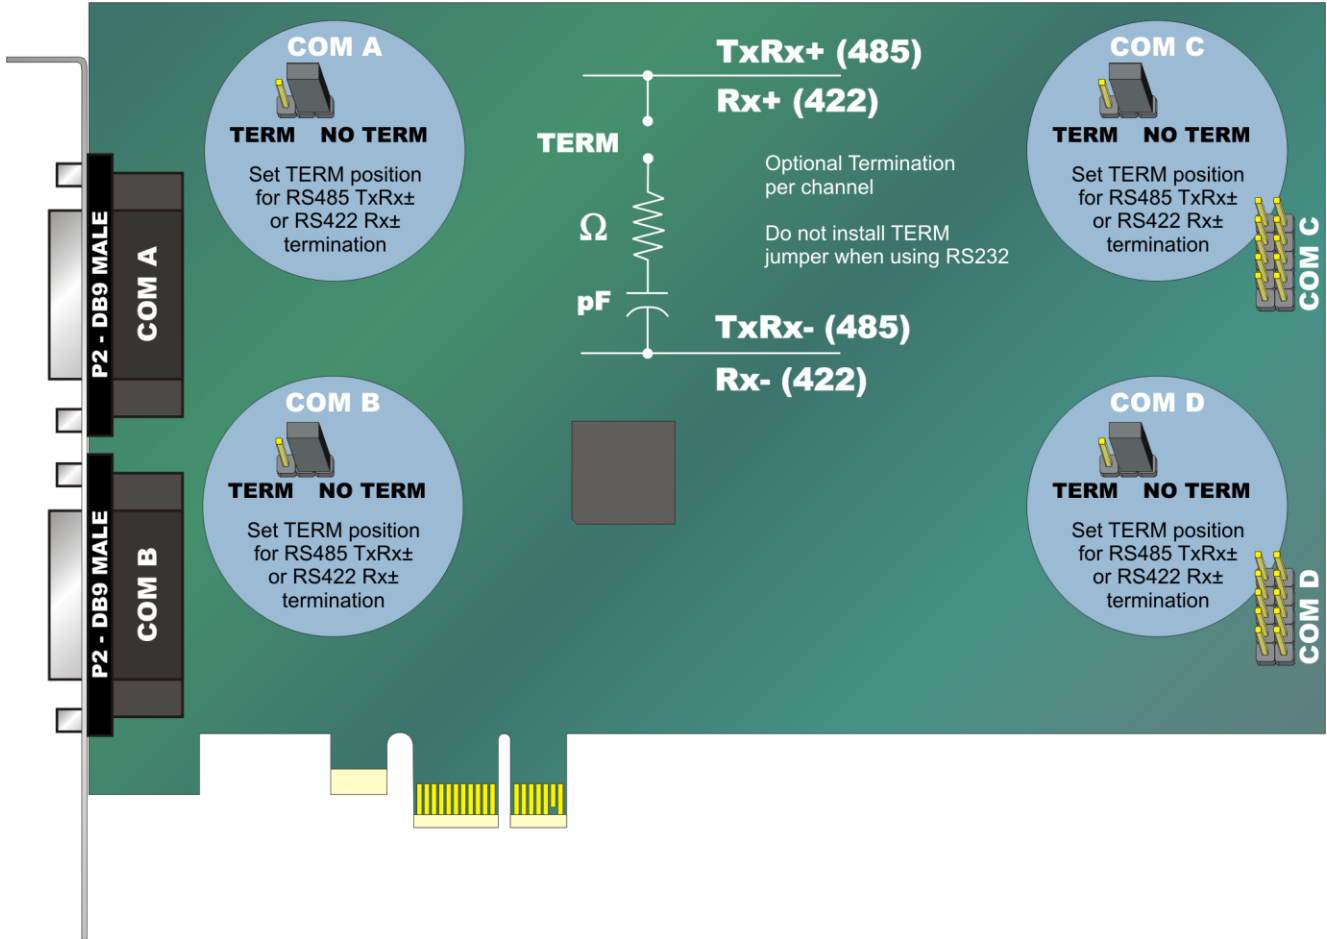 COM A
TERM NO TERM
Set TERM position
for RS485 TxRx±
or RS422 Rx±
termination
TxRx+ (485)
Rx+ (422)
TERM
Optional Termination
per channel
Do not install TERM
jumper when using RS232
Ω
pF
TxRx- (485)
Rx- (422)
COM C
TERM NO TERM
Set TERM position
for RS485 TxRx±
or RS422 Rx±
termination
COM C
P2 - DB9 MALE
COM A
COM B
TERM NO TERM
Set TERM position
for RS485 TxRx±
or RS422 Rx±
termination
COM D
TERM NO TERM
Set TERM position
for RS485 TxRx±
or RS422 Rx±
termination
COM D
P2 - DB9 MALE
COM B